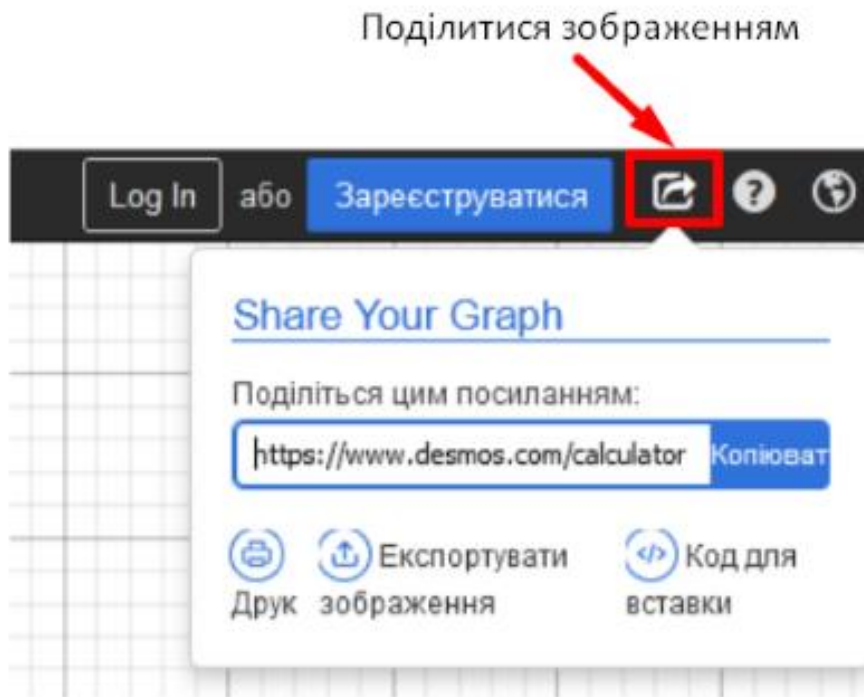 Поділитися зображенням
Log In або Зареєструватися
Share Your Graph
Поділіться цим посиланням:
https://www.desmos.com/calculator Копіюват
Друк Експортувати зображення Код для вставки